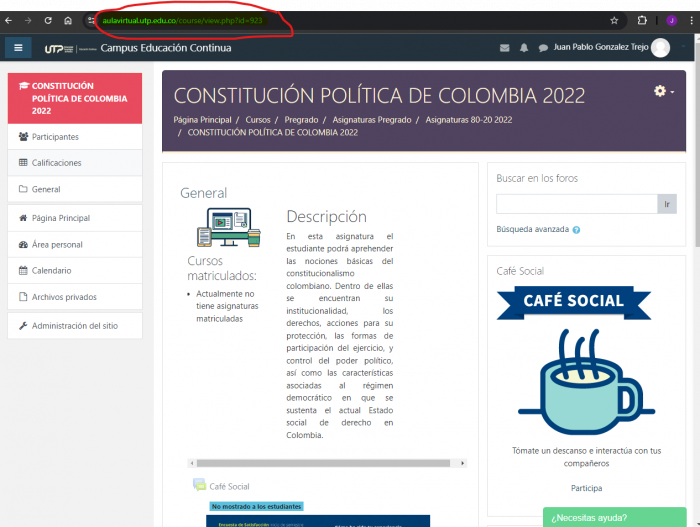 aulavirtual.utp.edu.co/course/view.php?id=923
UTP
Campus Educación Continua
Juan Pablo Gonzalez Trejo
CONSTITUCIÓN
POLÍTICA DE COLOMBIA
2022
Participantes
Calificaciones
General
Página Principal
Área personal
Calendario
Archivos privados
Administración del sitio
CONSTITUCIÓN POLÍTICA DE COLOMBIA 2022
Página Principal / Cursos / Pregrado / Asignaturas Pregrado / Asignaturas 80-20 2022
/ CONSTITUCIÓN POLÍTICA DE COLOMBIA 2022
General
Cursos
matriculados:
• Actualmente no
tiene asignaturas
matriculadas
Descripción
En esta asignatura el
estudiante podrá aprehender
las nociones básicas del
constitucionalismo
colombiano. Dentro de ellas
se encuentran su
institucionalidad, los
derechos, acciones para su
protección, las formas de
participación del ejercicio, y
control del poder político,
así como las características
asociadas al régimen
democrático en que se
sustenta el actual Estado
social de derecho en
Colombia.
Café Social
No mostrado a los estudiantes
Encuesta de Satisfacción
Buscar en los foros
Ir
Búsqueda avanzada
Café Social
CAFÉ SOCIAL
Tómate un descanso e interactúa con tus
compañeros
Participa
¿Necesitas ayuda?